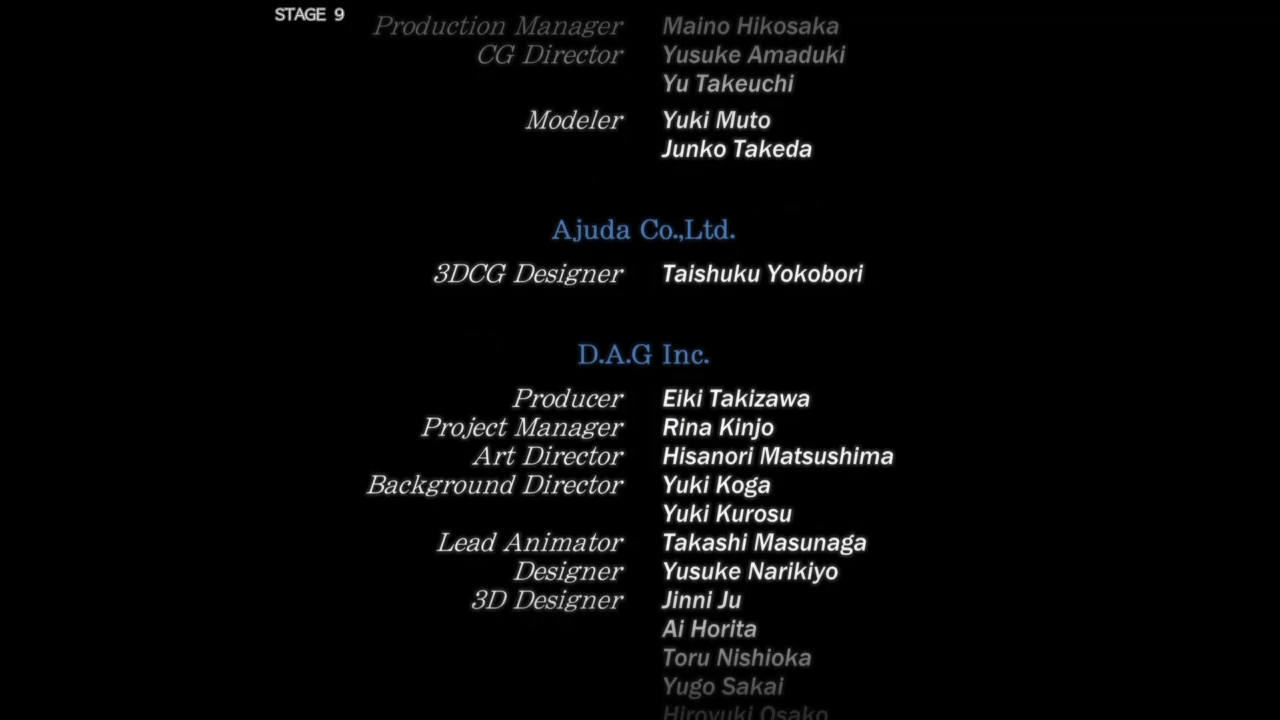 STAGE 9
Production Manager Maino Hikosaka
CG Director Yusuke Amaduki
Yu Takeuchi
Modeler Yuki Muto
Junko Takeda
Ajuda Co.,Ltd.
3DCG Designer Taishuku Yokobori
D.A.G Inc.
Producer Eiki Takizawa
Project Manager Rina Kinjo
Art Director Hisanori Matsushima
Background Director Yuki Koga
Yuki Kurosu
Lead Animator Takashi Masunaga
Designer Yusuke Narikiyo
3D Designer Jinni Ju
Ai Horita
Toru Nishioka
Yugo Sakai
Hiroyuki Osako